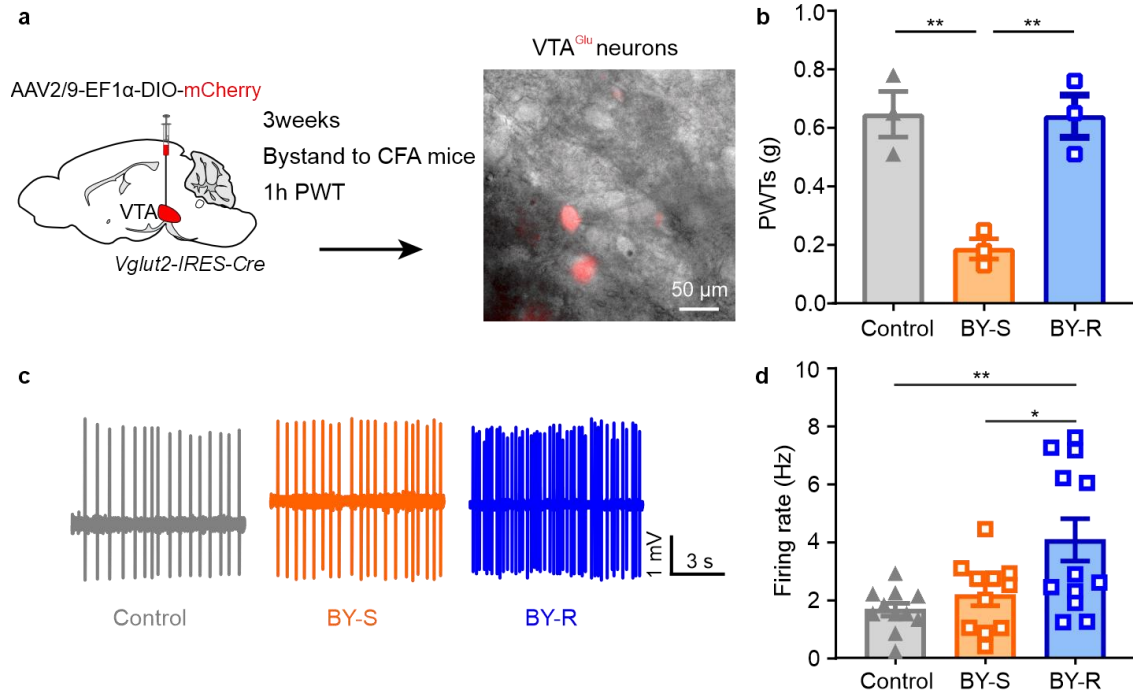 a
AAV2/9-EF1α-DIO-mCherry
VTA
Vglut2-IRES-Cre
3weeks
Bystand to CFA mice
1h PWT
VTAGlu neurons
50 μm
b
** **
PWTs (g)
1.0
0.8
0.6
0.4
0.2
0.0
Control BY-S BY-R
c
Control BY-S BY-R
1 mV
3 s
d
**
*
Firing rate (Hz)
10
8
6
4
2
0
Control BY-S BY-R